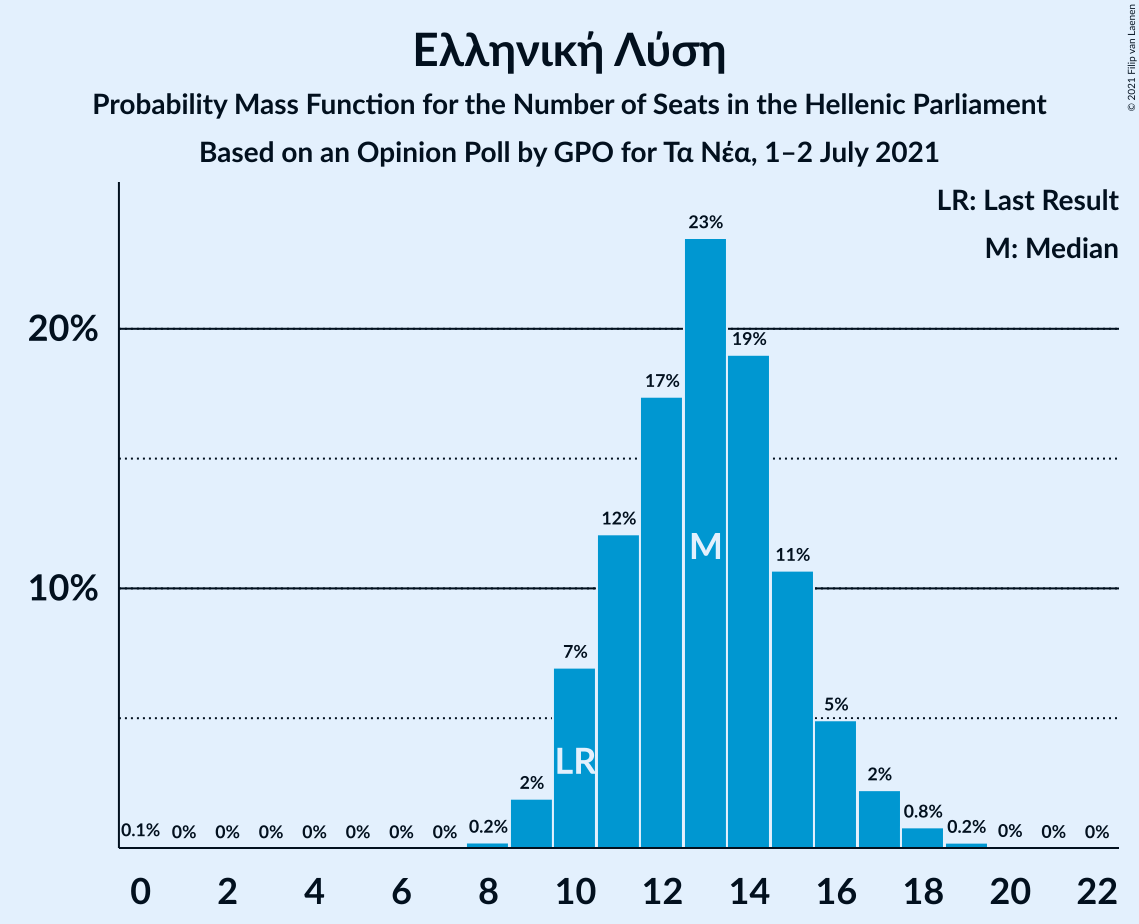 © 2021 Filip van Laenen
Ελληνική Λύση
Probability Mass Function for the Number of Seats in the Hellenic Parliament
Based on an Opinion Poll by GPO for Τα Νέα, 1–2 July 2021
LR: Last Result
M: Median
23%
20%
19%
17%
12%
M
11%
10%
7%
5%
LR
2%
2%
0.1% 0% 0% 0% 0% 0% 0% 0% 0.2% 0.8% 0.2% 0% 0% 0%
0 2 4 6 8 10 12 14 16 18 20 22